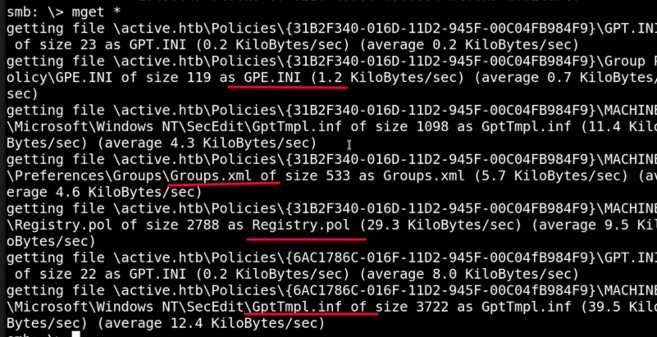 smb: \> mget *
getting file \active.htb\Policies\{31B2F340-016D-11D2-945F-00C04FB984F9}\GPT.INI
 of size 23 as GPT.INI (0.2 KiloBytes/sec) (average 0.2 KiloBytes/sec)
getting file \active.htb\Policies\{31B2F340-016D-11D2-945F-00C04FB984F9}\Group P
olicy\GPE.INI of size 119 as GPE.INI (1.2 KiloBytes/sec) (average 0.7 KiloBytes/
sec)
getting file \active.htb\Policies\{31B2F340-016D-11D2-945F-00C04FB984F9}\MACHINE
\Microsoft\Windows NT\SecEdit\GptTmpl.inf of size 1098 as GptTmpl.inf (11.4 Kilo
Bytes/sec) (average 4.3 KiloBytes/sec)
getting file \active.htb\Policies\{31B2F340-016D-11D2-945F-00C04FB984F9}\MACHINE
\Preferences\Groups\Groups.xml of size 533 as Groups.xml (5.7 KiloBytes/sec) (av
erage 4.6 KiloBytes/sec)
getting file \active.htb\Policies\{31B2F340-016D-11D2-945F-00C04FB984F9}\MACHINE
\Registry.pol of size 2788 as Registry.pol (29.3 KiloBytes/sec) (average 9.5 Kil
oBytes/sec)
getting file \active.htb\Policies\{6AC1786C-016F-11D2-945F-00C04fB984F9}\GPT.INI
 of size 22 as GPT.INI (0.2 KiloBytes/sec) (average 8.0 KiloBytes/sec)
getting file \active.htb\Policies\{6AC1786C-016F-11D2-945F-00C04fB984F9}\MACHINE
\Microsoft\Windows NT\SecEdit\GptTmpl.inf of size 3722 as GptTmpl.inf (39.5 Kilo
Bytes/sec) (average 12.4 KiloBytes/sec)
smb: \>